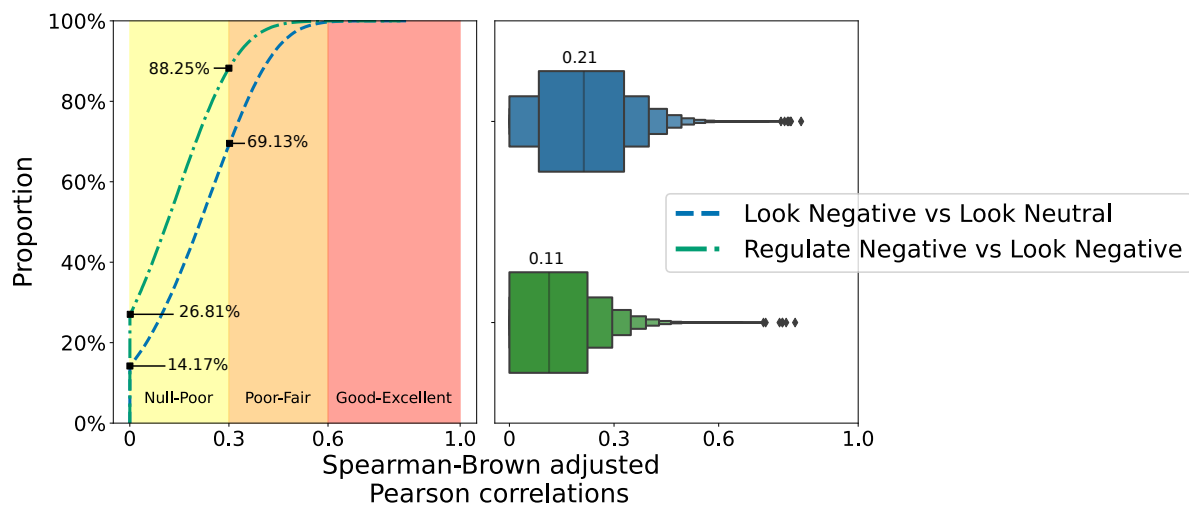 100%
80%
60%
40%
20%
0%
Proportion
88.25%
69.13%
26.81%
14.17%
Null-Poor
Poor-Fair
Good-Excellent
0
0.3
0.6
1.0
0.21
0.11
Look Negative vs Look Neutral
Regulate Negative vs Look Negative
0
0.3
0.6
1.0
Spearman-Brown adjusted
Pearson correlations